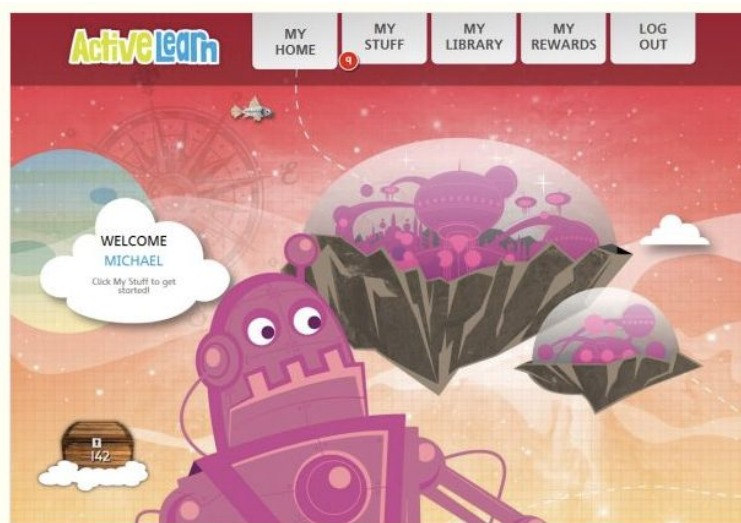 ActiveLearn
MY HOME
MY STUFF
9
MY LIBRARY
MY REWARDS
LOG OUT
WELCOME
MICHAEL
Click My Stuff to get
started!
142